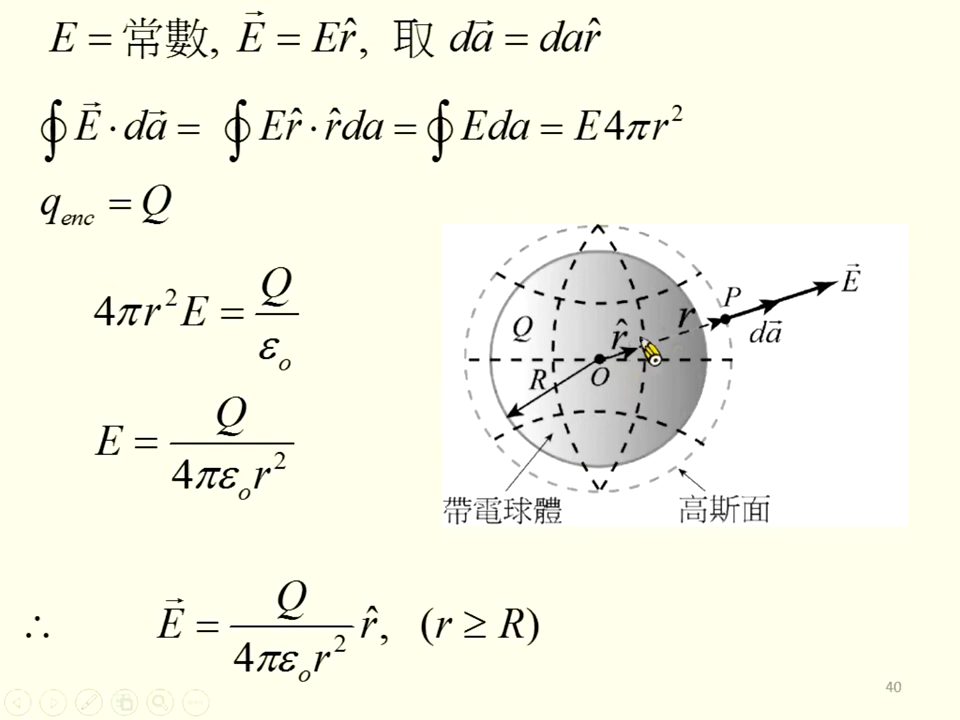 E = 常數, E⃗ = Er̂, 取 da⃗ = dar̂
∮ E⃗ · da⃗ = ∮ Er̂ · r̂da = ∮ Eda = E4πr²
q_enc = Q
4πr²E = Q/ε_o
E = Q/(4πε_o r²)
E⃗
P
r
da⃗
Q
r̂
R
O
帶電球體
高斯面
∴ E⃗ = Q/(4πε_o r²) r̂, (r ≥ R)
40